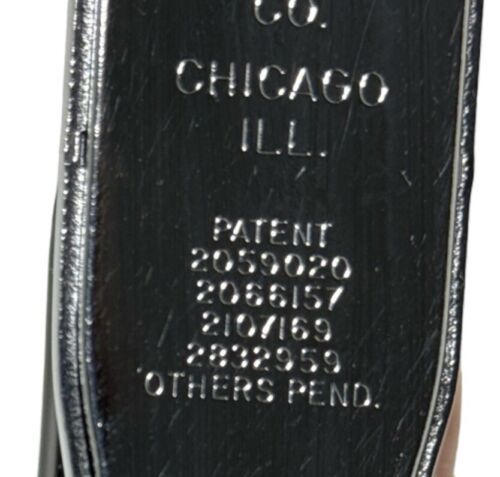 CO.
CHICAGO
ILL.
PATENT
2059020
2066157
2107169
2832959
OTHERS PEND.